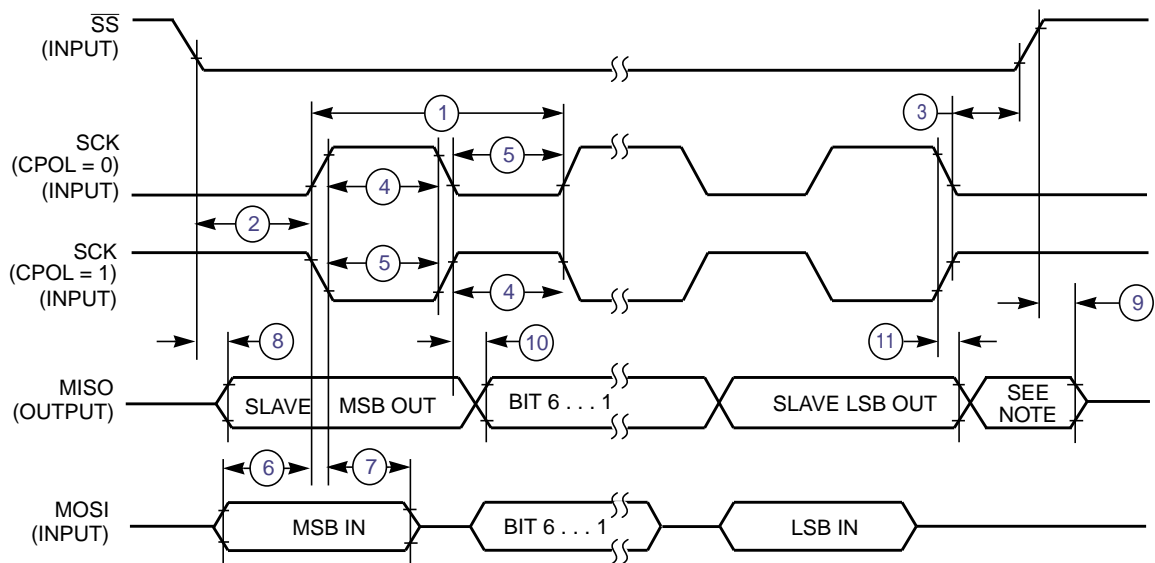 SS
(INPUT)
1
3
SCK
(CPOL = 0)
(INPUT)
5
4
2
SCK
(CPOL = 1)
(INPUT)
5
4
9
8
10
11
MISO
(OUTPUT)
SLAVE MSB OUT
BIT 6 . . . 1
SLAVE LSB OUT
SEE
NOTE
6
7
MOSI
(INPUT)
MSB IN
BIT 6 . . . 1
LSB IN